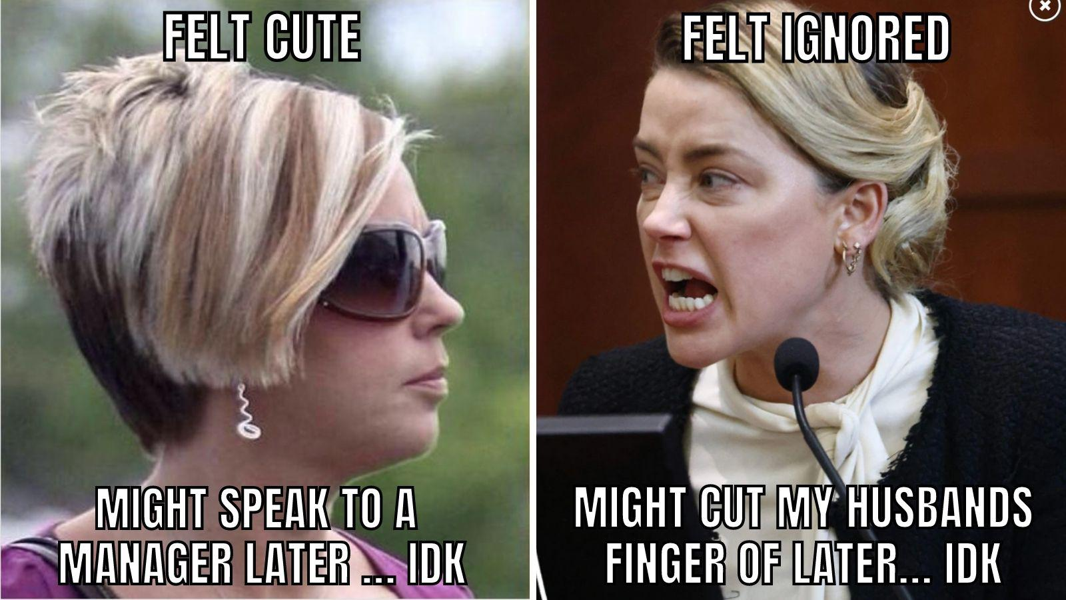 FELT CUTE
MIGHT SPEAK TO A
MANAGER LATER ... IDK
FELT IGNORED
MIGHT CUT MY HUSBANDS
FINGER OF LATER... IDK